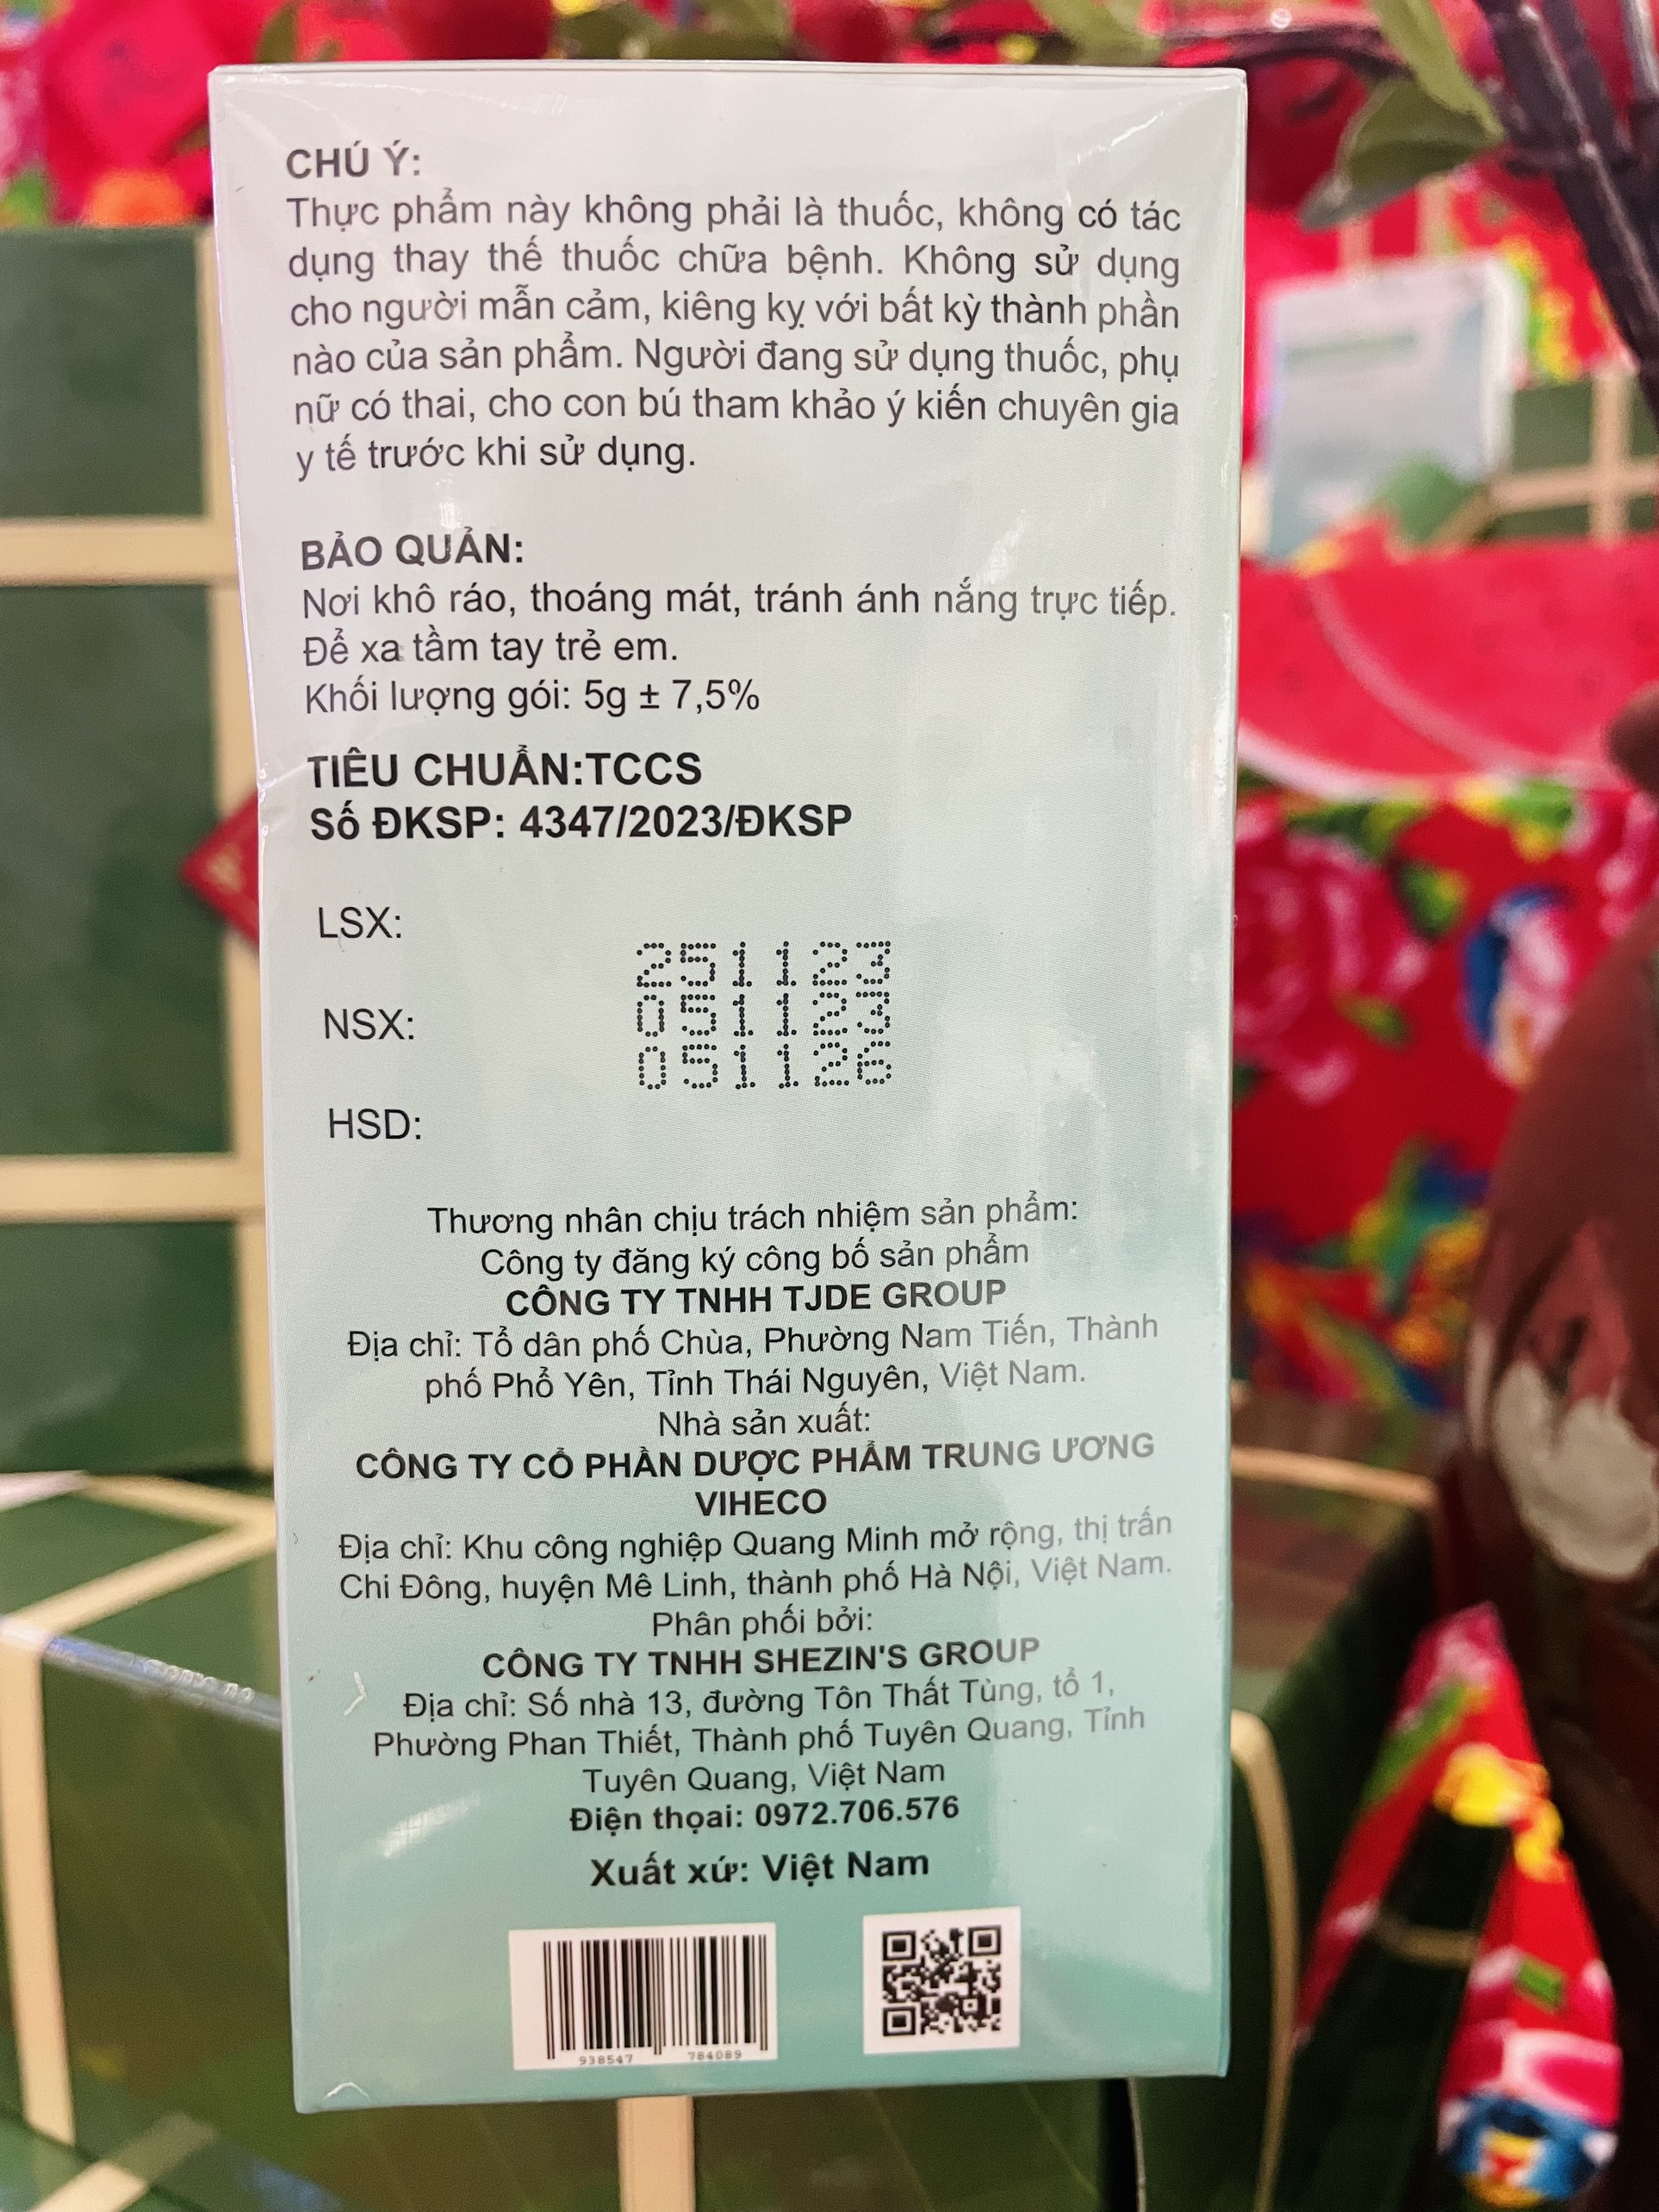 CHÚ Ý:
Thực phẩm này không phải là thuốc, không có tác
dụng thay thế thuốc chữa bệnh. Không sử dụng
cho người mẫn cảm, kiêng kỵ với bất kỳ thành phần
nào của sản phẩm. Người đang sử dụng thuốc, phụ
nữ có thai, cho con bú tham khảo ý kiến chuyên gia
y tế trước khi sử dụng.
BẢO QUẢN:
Nơi khô ráo, thoáng mát, tránh ánh nắng trực tiếp.
Để xa tầm tay trẻ em.
Khối lượng gói: 5g ± 7,5%
TIÊU CHUẨN:TCCS
Số ĐKSP: 4347/2023/ĐKSP
LSX:
251123
NSX:
051123
051126
HSD:
Thương nhân chịu trách nhiệm sản phẩm:
Công ty đăng ký công bố sản phẩm
CÔNG TY TNHH TJDE GROUP
Địa chỉ: Tổ dân phố Chùa, Phường Nam Tiến, Thành
phố Phổ Yên, Tỉnh Thái Nguyên, Việt Nam.
Nhà sản xuất:
CÔNG TY CỔ PHẦN DƯỢC PHẨM TRUNG ƯƠNG
VIHECO
Địa chỉ: Khu công nghiệp Quang Minh mở rộng, thị trấn
Chi Đông, huyện Mê Linh, thành phố Hà Nội, Việt Nam.
Phân phối bởi:
CÔNG TY TNHH SHEZIN'S GROUP
Địa chỉ: Số nhà 13, đường Tôn Thất Tùng, tổ 1,
Phường Phan Thiết, Thành phố Tuyên Quang, Tỉnh
Tuyên Quang, Việt Nam
Điện thọai: 0972.706.576
Xuất xứ: Việt Nam
938547 784089